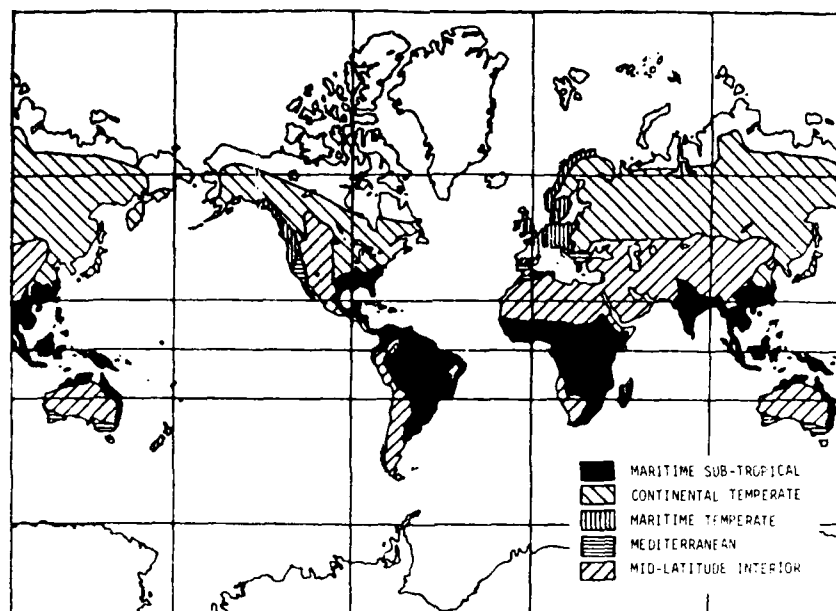 MARITIME SUB-TROPICAL
CONTINENTAL TEMPERATE
MARITIME TEMPERATE
MEDITERRANEAN
MID-LATITUDE INTERIOR